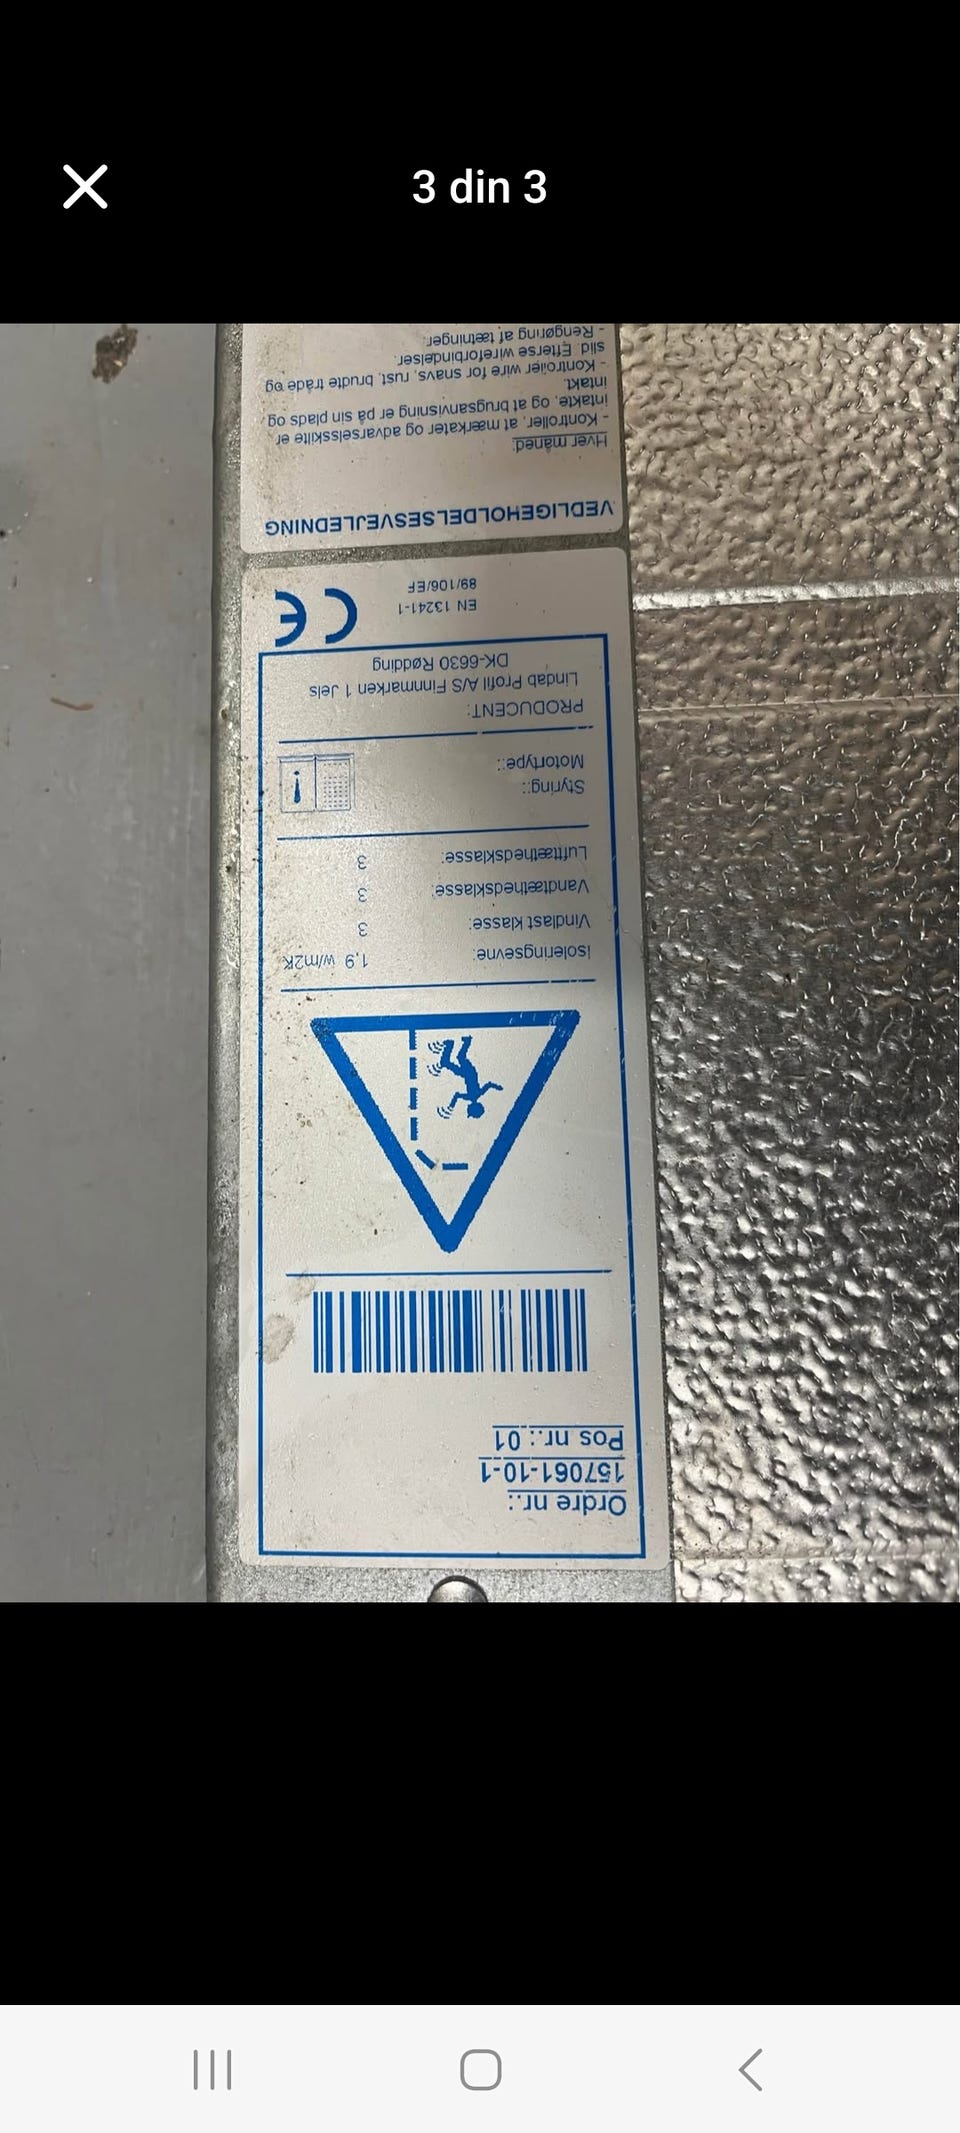 3 din 3
Ordre nr.:
157061-10-1
Pos nr.: 01
Isoleringsevne: 1,9 w/m2K
Vindlast klasse: 3
Vandtæthedsklasse: 3
Lufttæthedsklasse: 3
Styring::
Motortype::
PRODUCENT:
Lindab Profil A/S Finnmarken 1 Jels
DK-6630 Rødding
EN 13241-1
89/106/EF
CE
VEDLIGEHOLDELSESVEJLEDNING
Hver måned:
- Kontroller, at mærkater og advarselsskilte er
intakte, og at brugsanvisning er på sin plads og
intakt.
- Kontroller wire for snavs, rust, brudte tråde og
slid. Efterse wireforbindelser.
- Rengøring af tætninger.